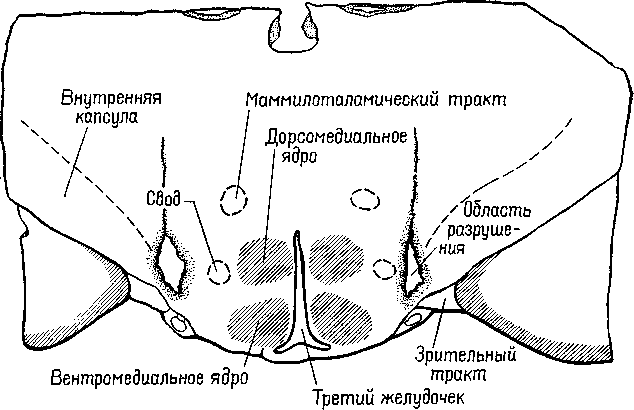 Внутренняя
капсула
Маммилоталамический тракт
Дорсомедиальное
ядро
Свод
Область
разруше-
ния
Вентромедиальное ядро
Третий желудочек
Зрительный
тракт